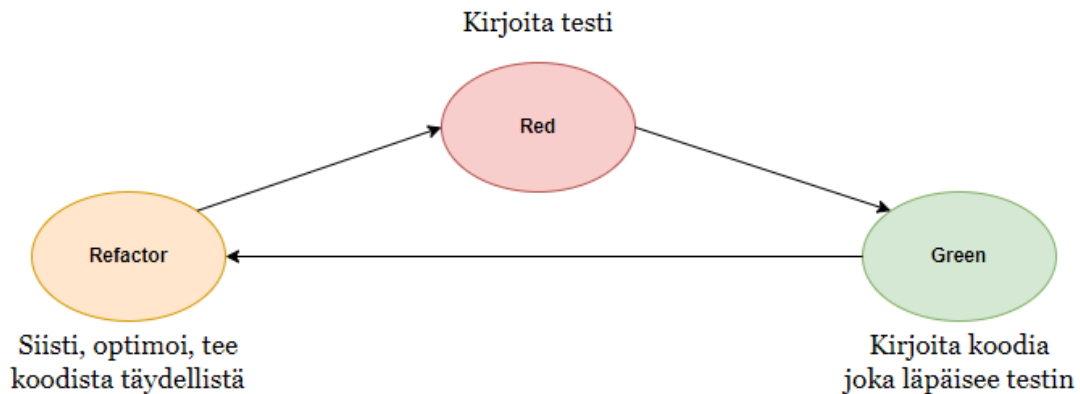 Kirjoita testi
Red
Refactor
Green
Siisti, optimoi, tee
koodista täydellistä
Kirjoita koodia
joka läpäisee testin